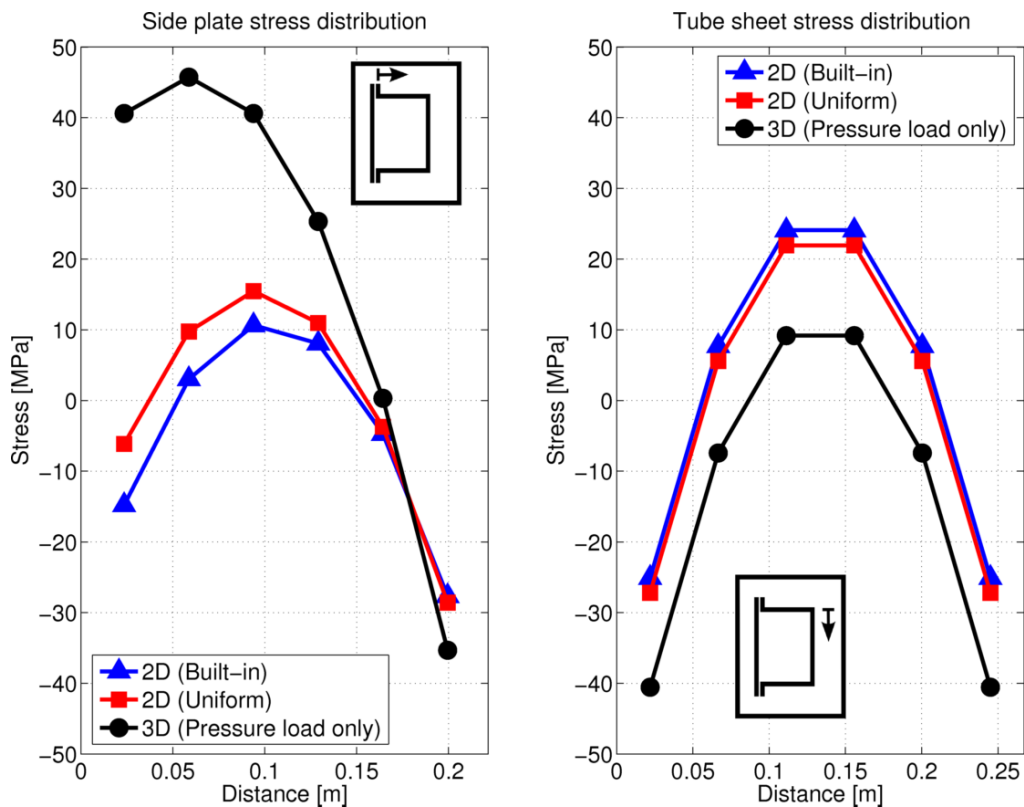 Side plate stress distribution
50
40
30
20
10
0
−10
−20
−30
−40
−50
Stress [MPa]
2D (Built−in)
2D (Uniform)
3D (Pressure load only)
0 0.05 0.1 0.15 0.2
Distance [m]
Tube sheet stress distribution
50
40
30
20
10
0
−10
−20
−30
−40
−50
Stress [MPa]
2D (Built−in)
2D (Uniform)
3D (Pressure load only)
0 0.05 0.1 0.15 0.2 0.25
Distance [m]